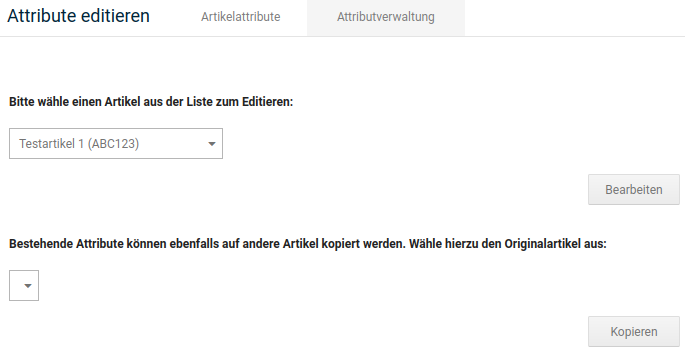 Attribute editieren Artikelattribute Attributverwaltung
Bitte wähle einen Artikel aus der Liste zum Editieren:
Testartikel 1 (ABC123)
Bearbeiten
Bestehende Attribute können ebenfalls auf andere Artikel kopiert werden. Wähle hierzu den Originalartikel aus:
Kopieren